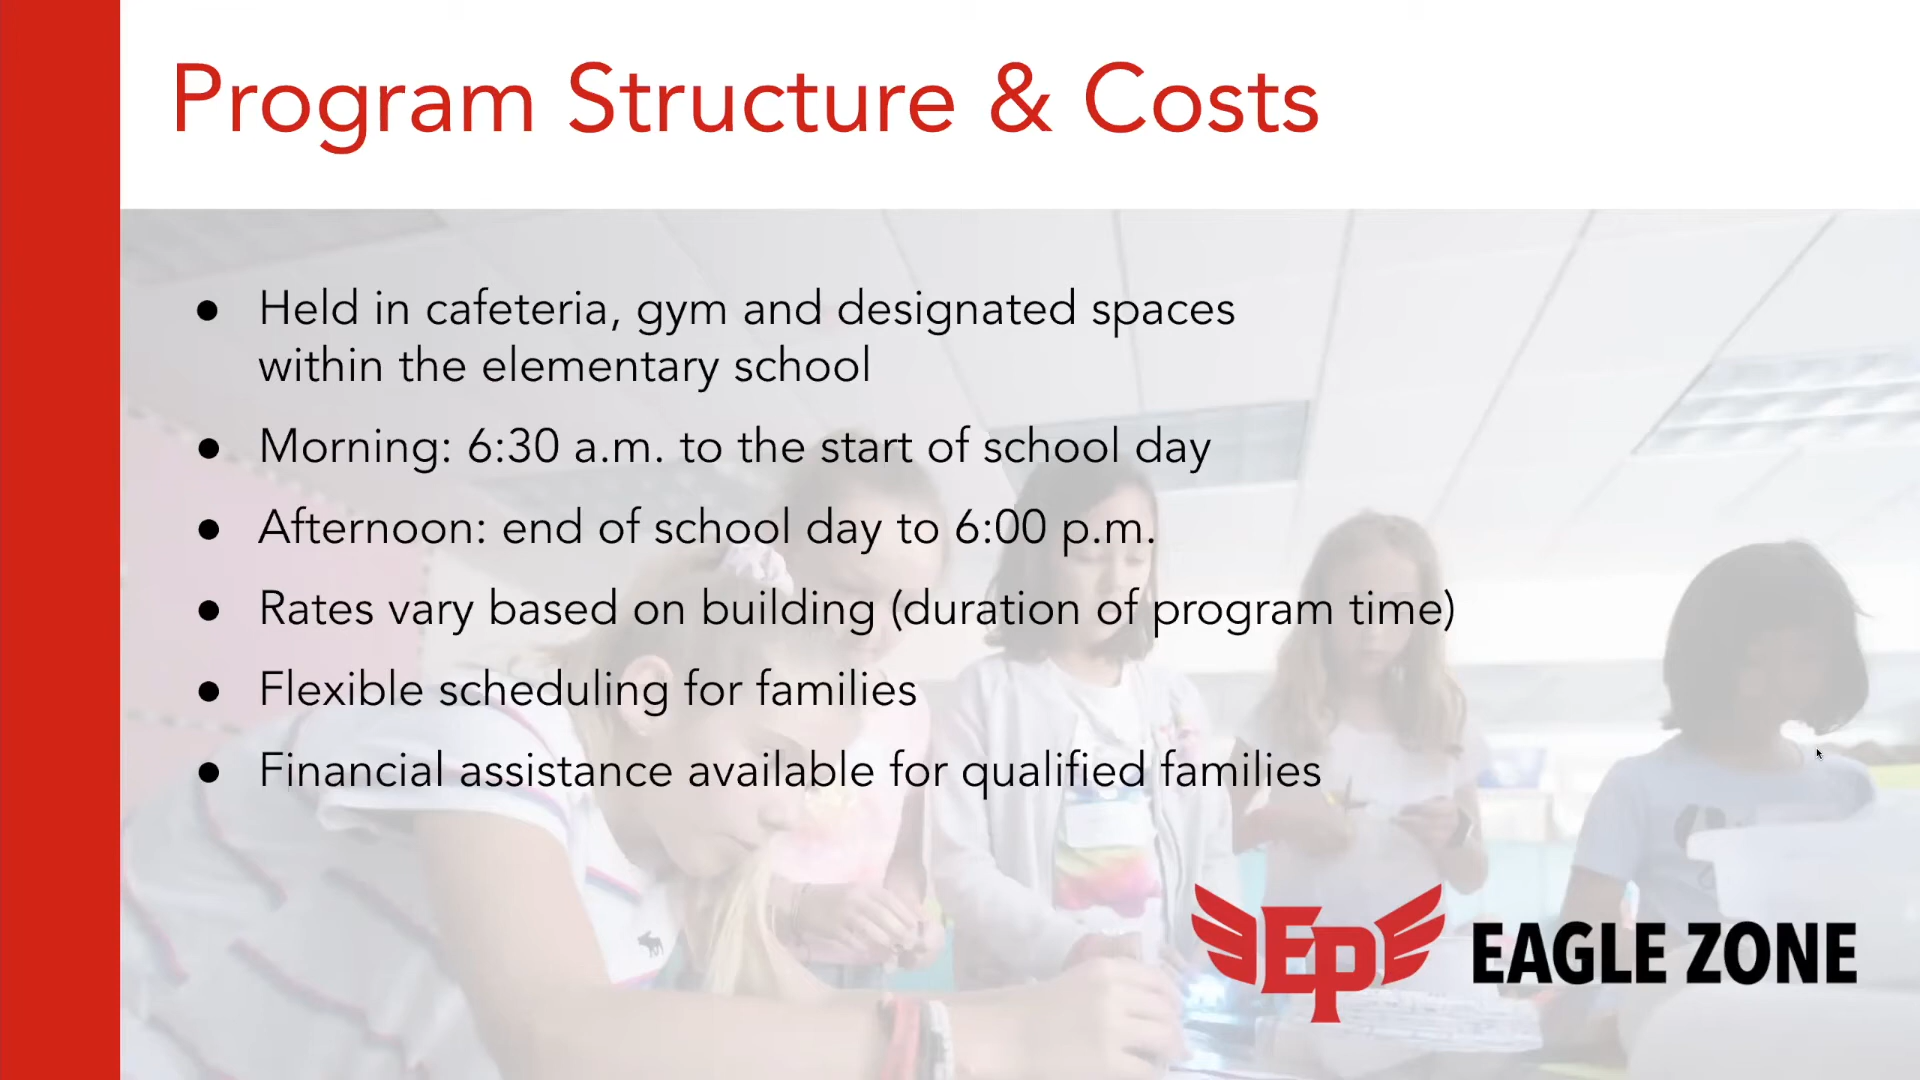 Program Structure & Costs
● Held in cafeteria, gym and designated spaces
within the elementary school
● Morning: 6:30 a.m. to the start of school day
● Afternoon: end of school day to 6:00 p.m.
● Rates vary based on building (duration of program time)
● Flexible scheduling for families
● Financial assistance available for qualified families
EP EAGLE ZONE